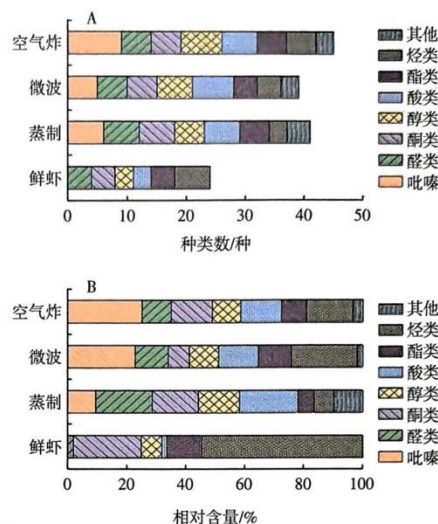 A
空气炸
微波
蒸制
鲜虾
0 10 20 30 40 50
种类数/种
其他
烃类
酯类
酸类
醇类
酮类
醛类
吡嗪
B
空气炸
微波
蒸制
鲜虾
0 20 40 60 80 100
相对含量/%
其他
烃类
酯类
酸类
醇类
酮类
醛类
吡嗪